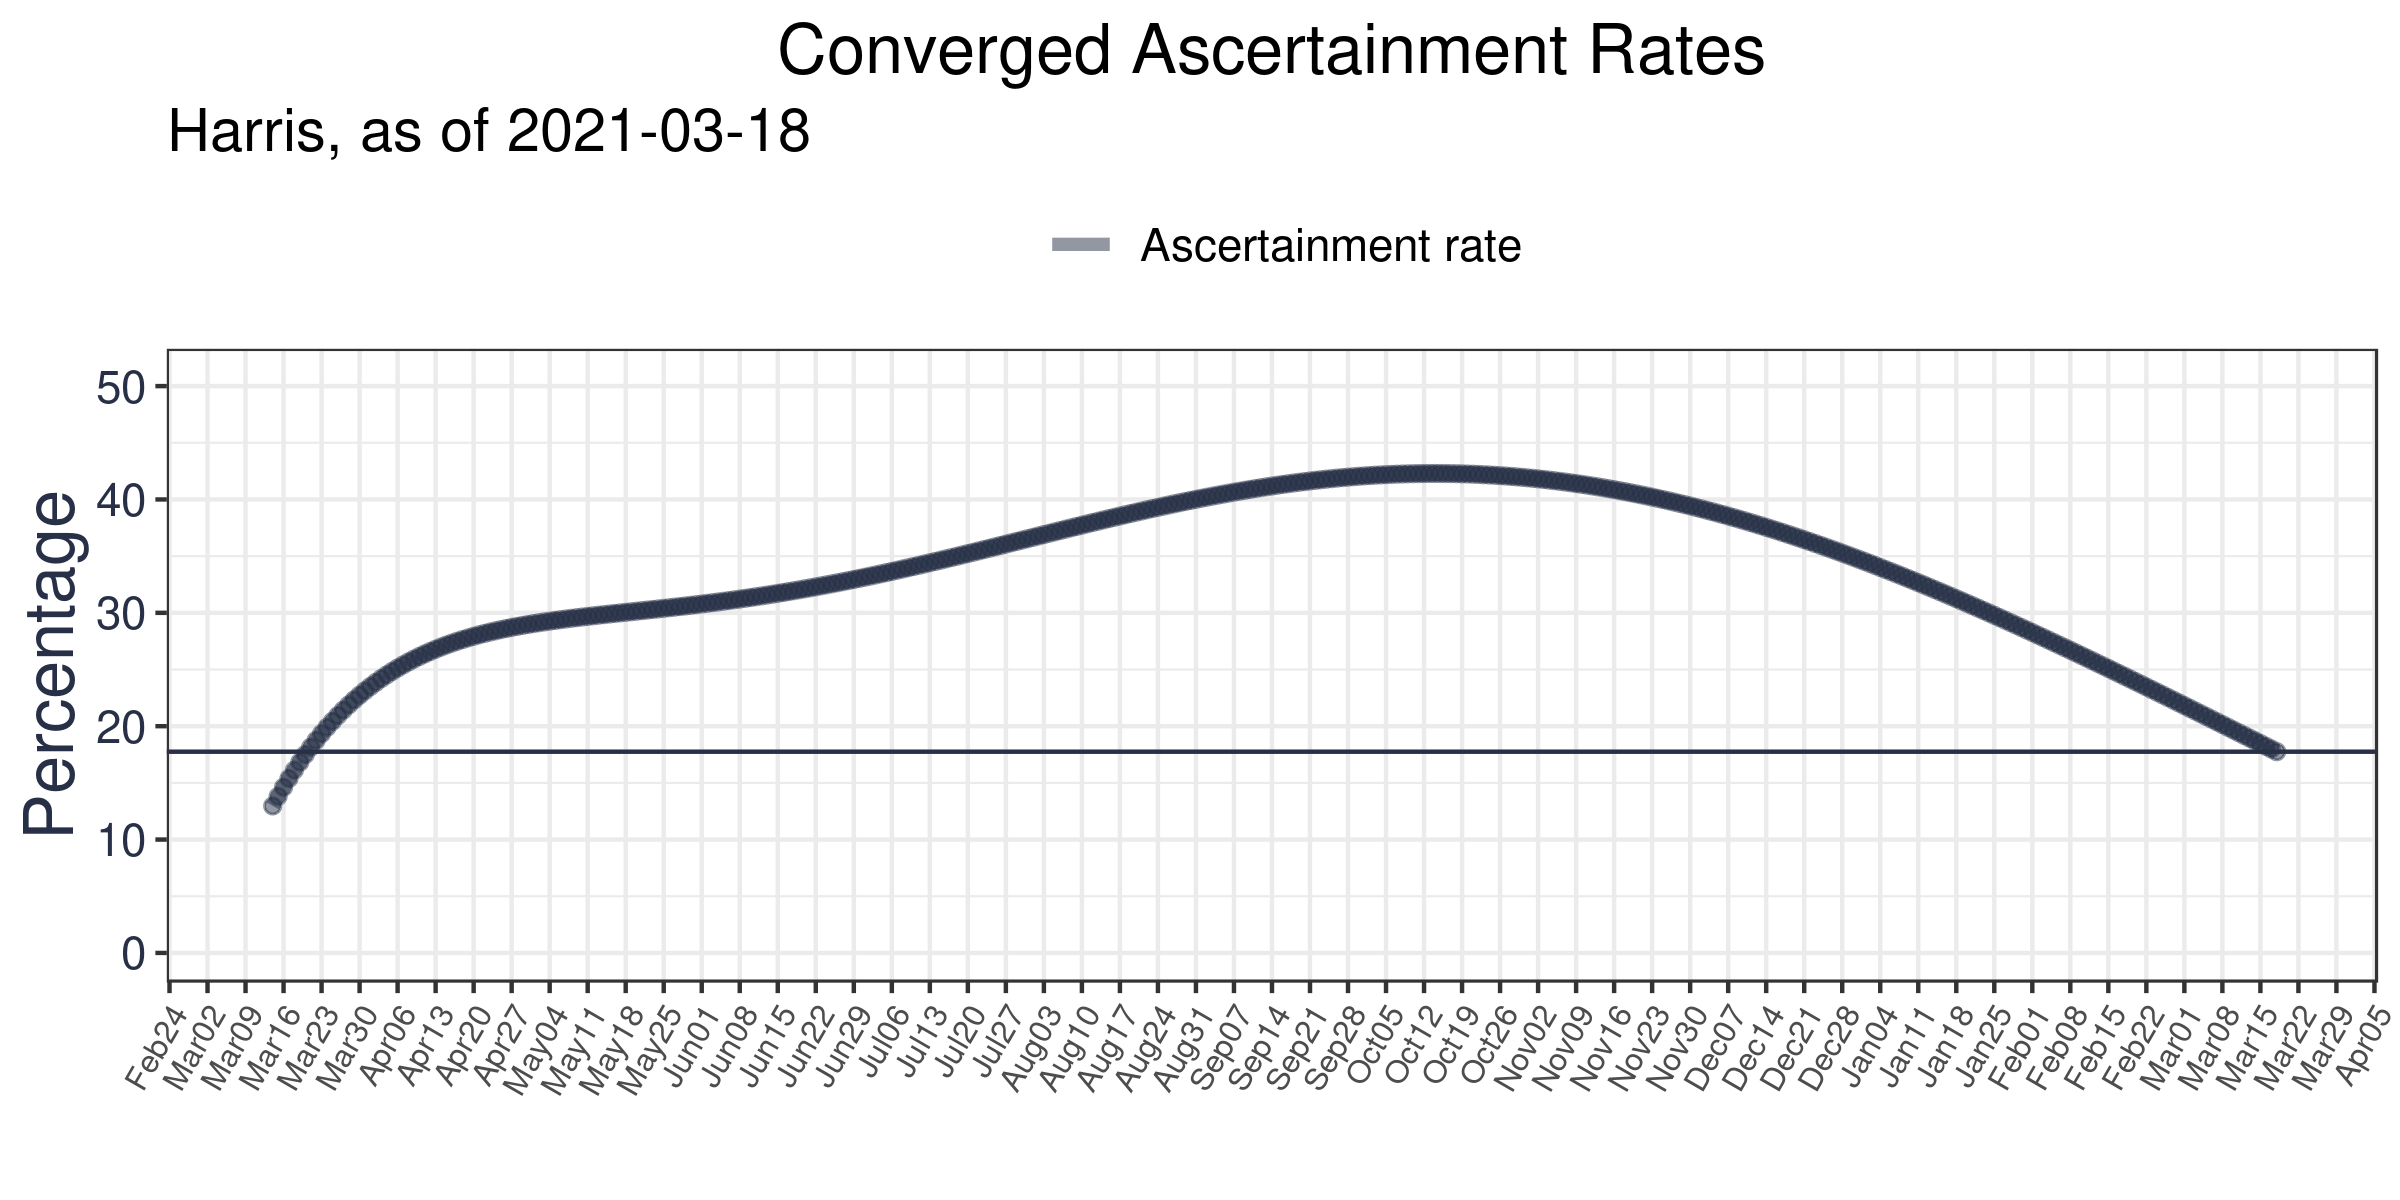 Converged Ascertainment Rates
Harris, as of 2021-03-18
Ascertainment rate
Percentage
50
40
30
20
10
0
Feb24 Mar02 Mar09 Mar16 Mar23 Mar30 Apr06 Apr13 Apr20 Apr27 May04 May11 May18 May25 Jun01 Jun08 Jun15 Jun22 Jun29 Jul06 Jul13 Jul20 Jul27 Aug03 Aug10 Aug17 Aug24 Aug31 Sep07 Sep14 Sep21 Sep28 Oct05 Oct12 Oct19 Oct26 Nov02 Nov09 Nov16 Nov23 Nov30 Dec07 Dec14 Dec21 Dec28 Jan04 Jan11 Jan18 Jan25 Feb01 Feb08 Feb15 Feb22 Mar01 Mar08 Mar15 Mar22 Mar29 Apr05